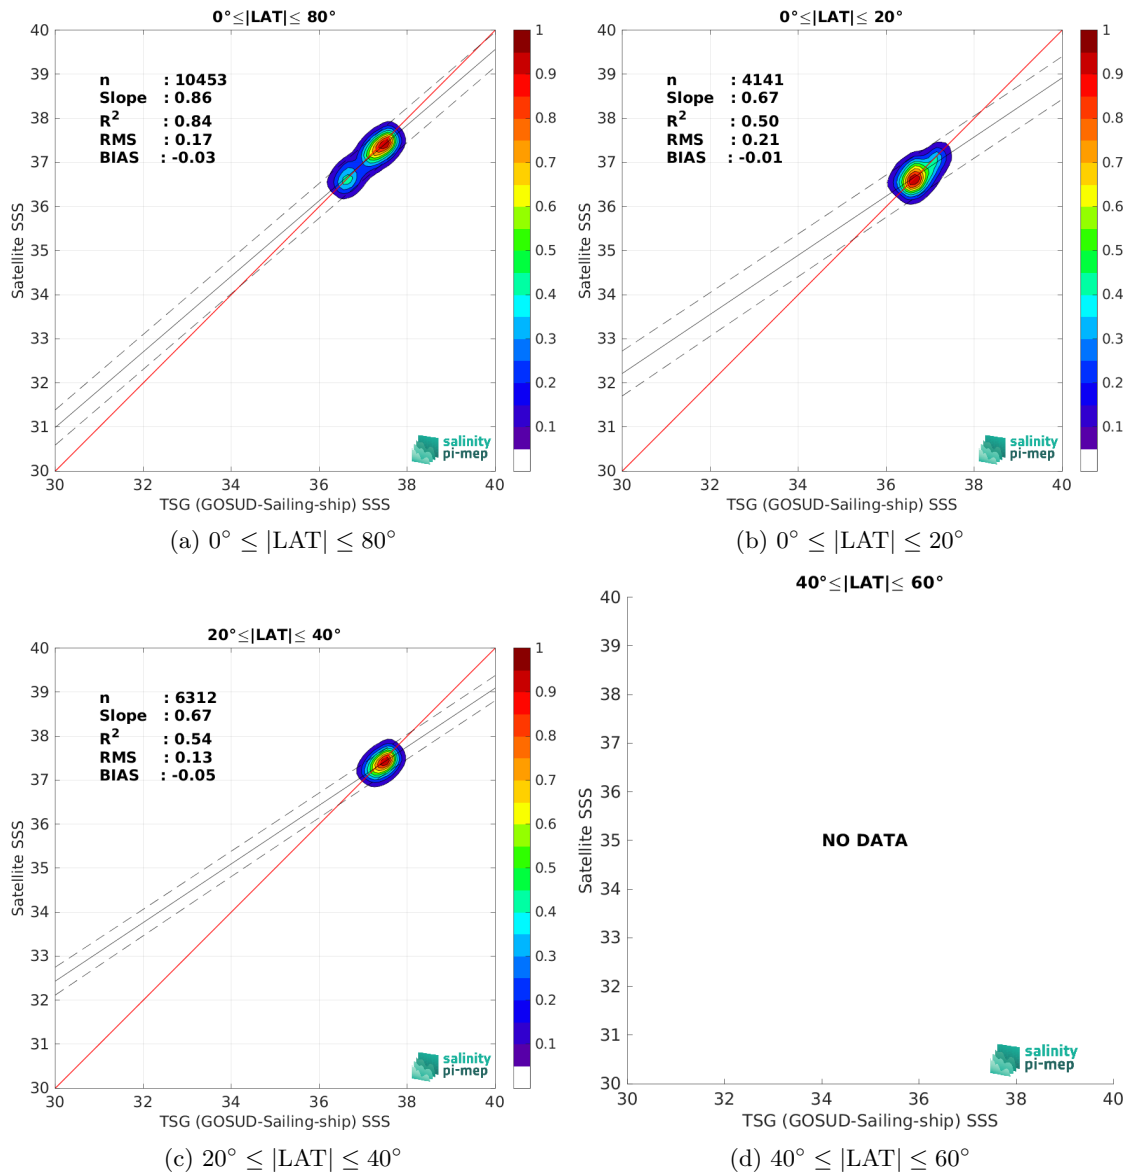 0°≤|LAT|≤ 80°
40
39
38
37
36
35
34
33
32
31
30
n : 10453
Slope : 0.86
R² : 0.84
RMS : 0.17
BIAS : -0.03
Satellite SSS
salinity
pi-mep
30 32 34 36 38 40
TSG (GOSUD-Sailing-ship) SSS
1
0.9
0.8
0.7
0.6
0.5
0.4
0.3
0.2
0.1
(a) 0° ≤ |LAT| ≤ 80°
0°≤|LAT|≤ 20°
40
39
38
37
36
35
34
33
32
31
30
n : 4141
Slope : 0.67
R² : 0.50
RMS : 0.21
BIAS : -0.01
Satellite SSS
salinity
pi-mep
30 32 34 36 38 40
TSG (GOSUD-Sailing-ship) SSS
1
0.9
0.8
0.7
0.6
0.5
0.4
0.3
0.2
0.1
(b) 0° ≤ |LAT| ≤ 20°
20°≤|LAT|≤ 40°
40
39
38
37
36
35
34
33
32
31
30
n : 6312
Slope : 0.67
R² : 0.54
RMS : 0.13
BIAS : -0.05
Satellite SSS
salinity
pi-mep
30 32 34 36 38 40
TSG (GOSUD-Sailing-ship) SSS
1
0.9
0.8
0.7
0.6
0.5
0.4
0.3
0.2
0.1
(c) 20° ≤ |LAT| ≤ 40°
40°≤|LAT|≤ 60°
40
39
38
37
36
35
34
33
32
31
30
NO DATA
Satellite SSS
salinity
pi-mep
30 32 34 36 38 40
TSG (GOSUD-Sailing-ship) SSS
(d) 40° ≤ |LAT| ≤ 60°